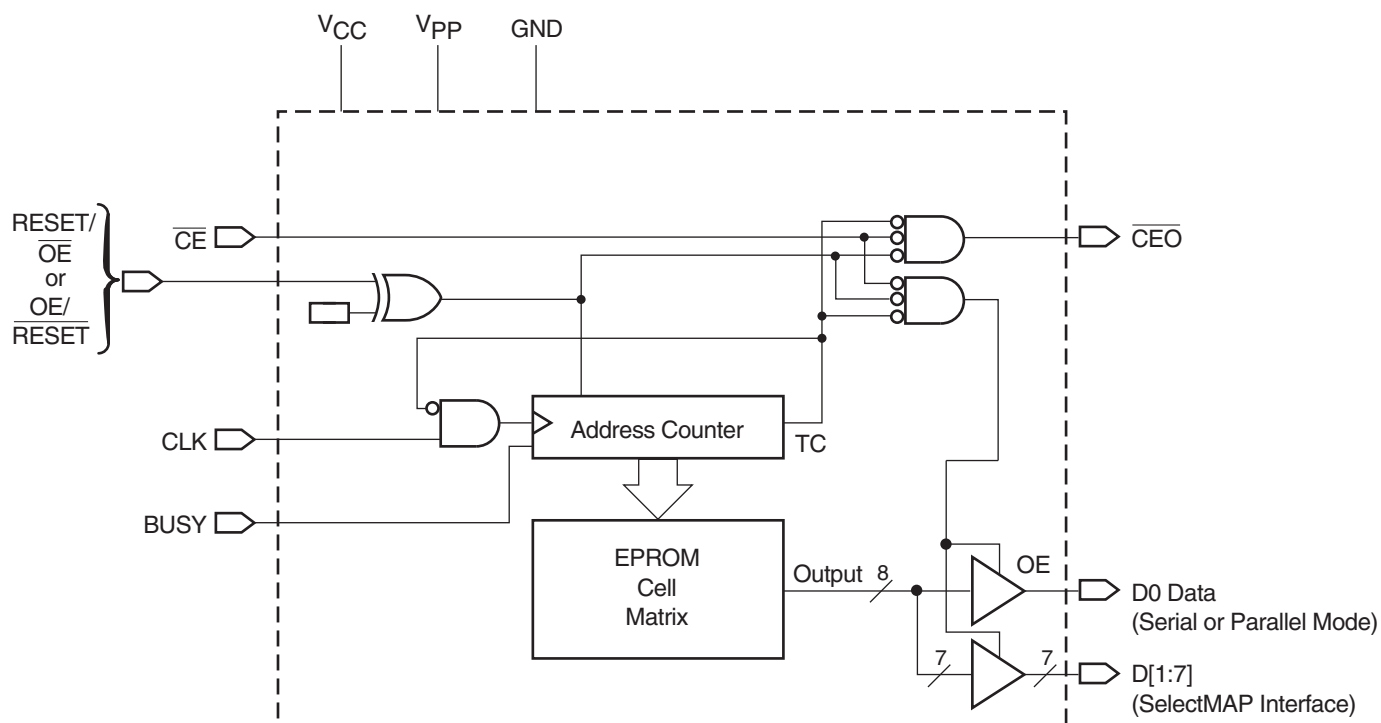 VCC
VPP
GND
RESET/
OE
or
OE/
RESET
CE
CEO
CLK
Address Counter
TC
BUSY
EPROM
Cell
Matrix
Output
8
OE
D0 Data
(Serial or Parallel Mode)
7
7
D[1:7]
(SelectMAP Interface)